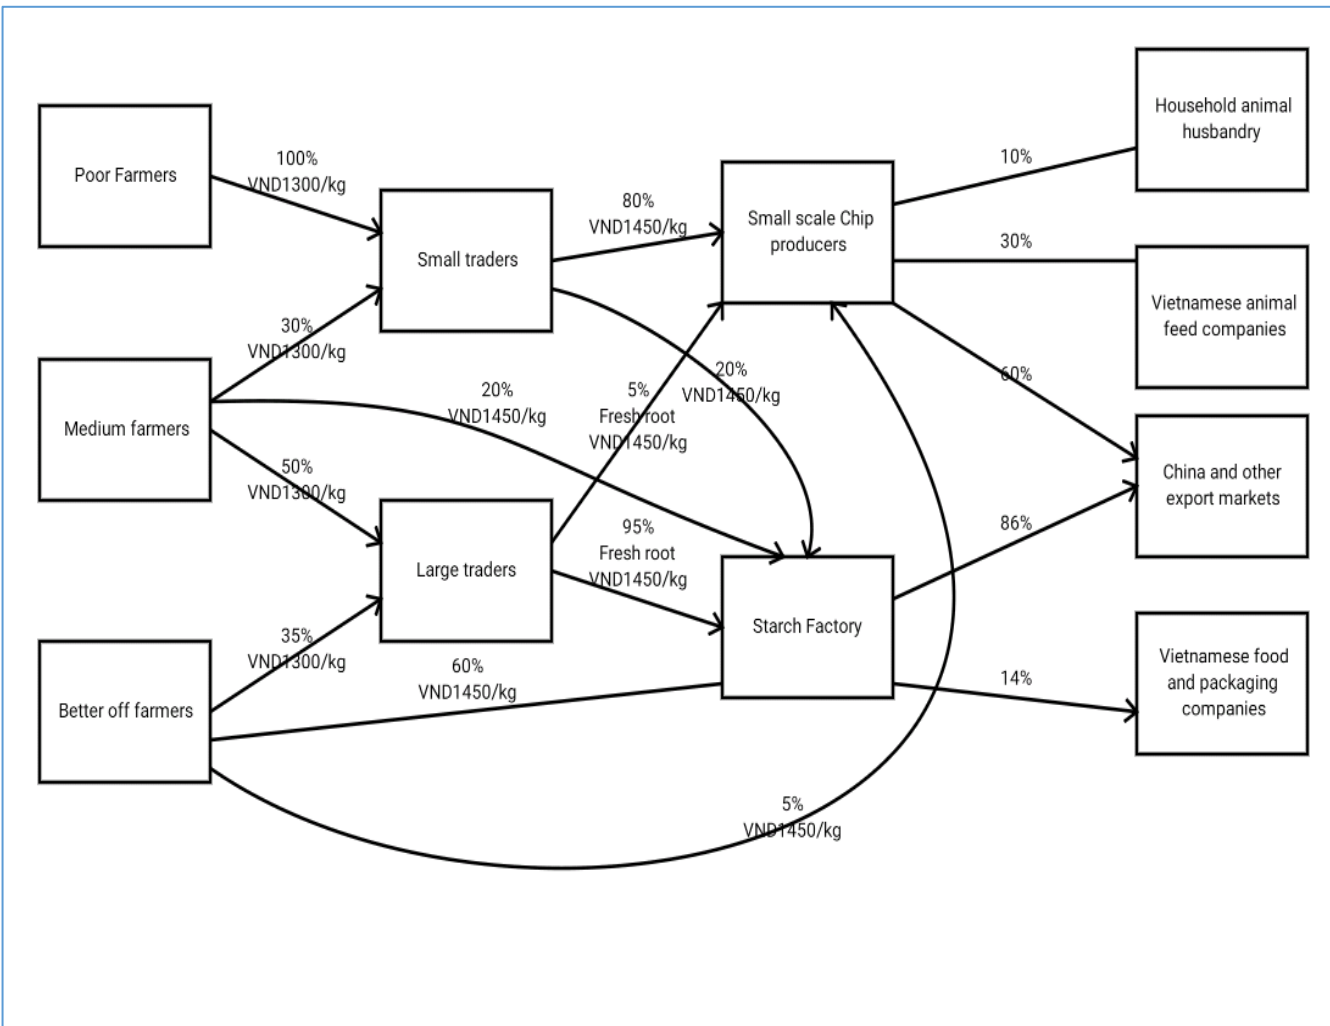 Poor Farmers
100%
VND1300/kg
Small traders
30%
VND1300/kg
Medium farmers
20%
VND1450/kg
50%
VND1300/kg
Large traders
35%
VND1300/kg
Better off farmers
60%
VND1450/kg
80%
VND1450/kg
20%
VND1450/kg
5%
Fresh root
VND1450/kg
95%
Fresh root
VND1450/kg
5%
VND1450/kg
Small scale Chip
producers
Starch Factory
10%
30%
60%
86%
14%
Household animal
husbandry
Vietnamese animal
feed companies
China and other
export markets
Vietnamese food
and packaging
companies